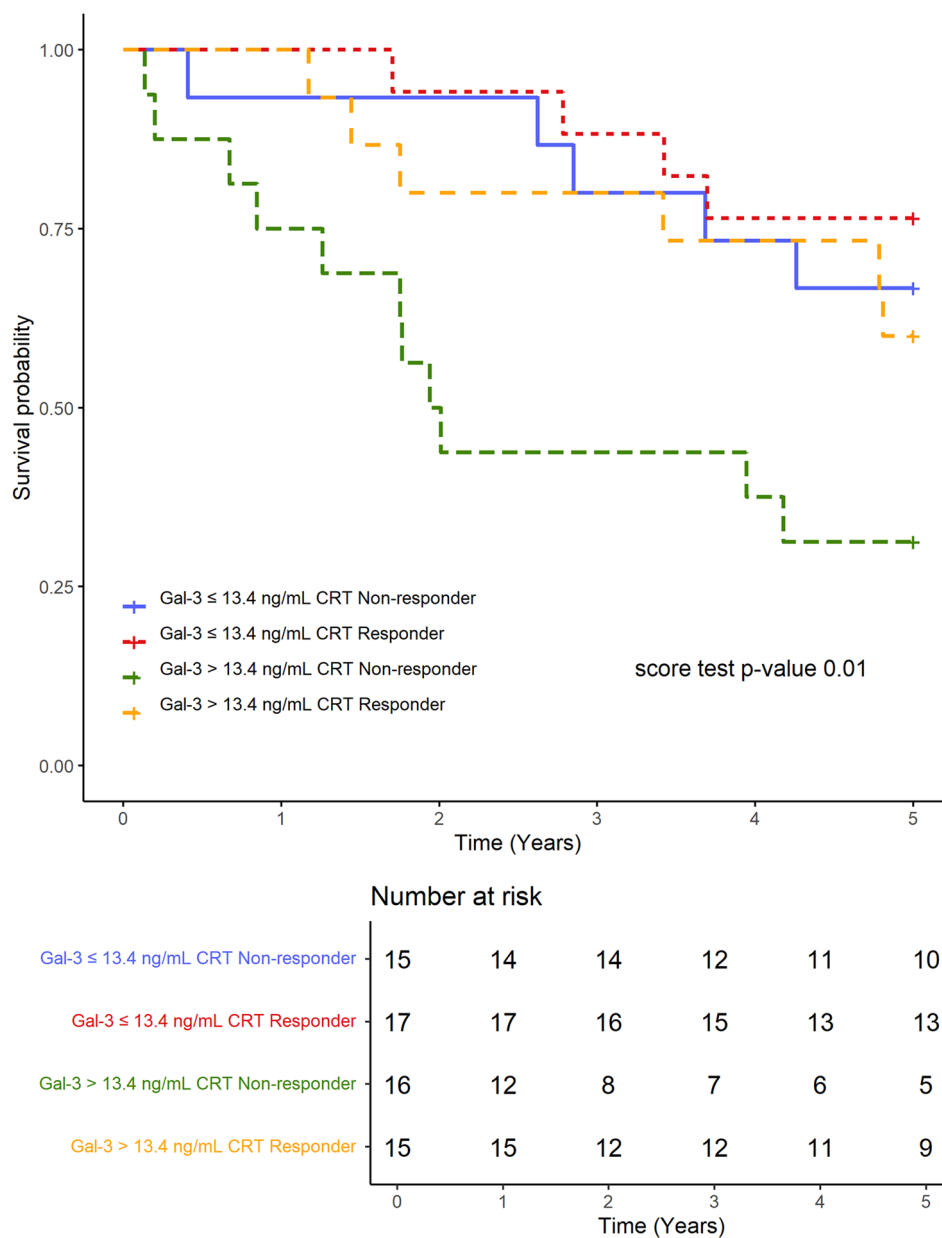 1.00
0.75
0.50
0.25
0.00
Survival probability
Gal-3 ≤ 13.4 ng/mL CRT Non-responder
Gal-3 ≤ 13.4 ng/mL CRT Responder
Gal-3 > 13.4 ng/mL CRT Non-responder
Gal-3 > 13.4 ng/mL CRT Responder
score test p-value 0.01
0 1 2 3 4 5
Time (Years)
Number at risk
Gal-3 ≤ 13.4 ng/mL CRT Non-responder 15 14 14 12 11 10
Gal-3 ≤ 13.4 ng/mL CRT Responder 17 17 16 15 13 13
Gal-3 > 13.4 ng/mL CRT Non-responder 16 12 8 7 6 5
Gal-3 > 13.4 ng/mL CRT Responder 15 15 12 12 11 9
0 1 2 3 4 5
Time (Years)